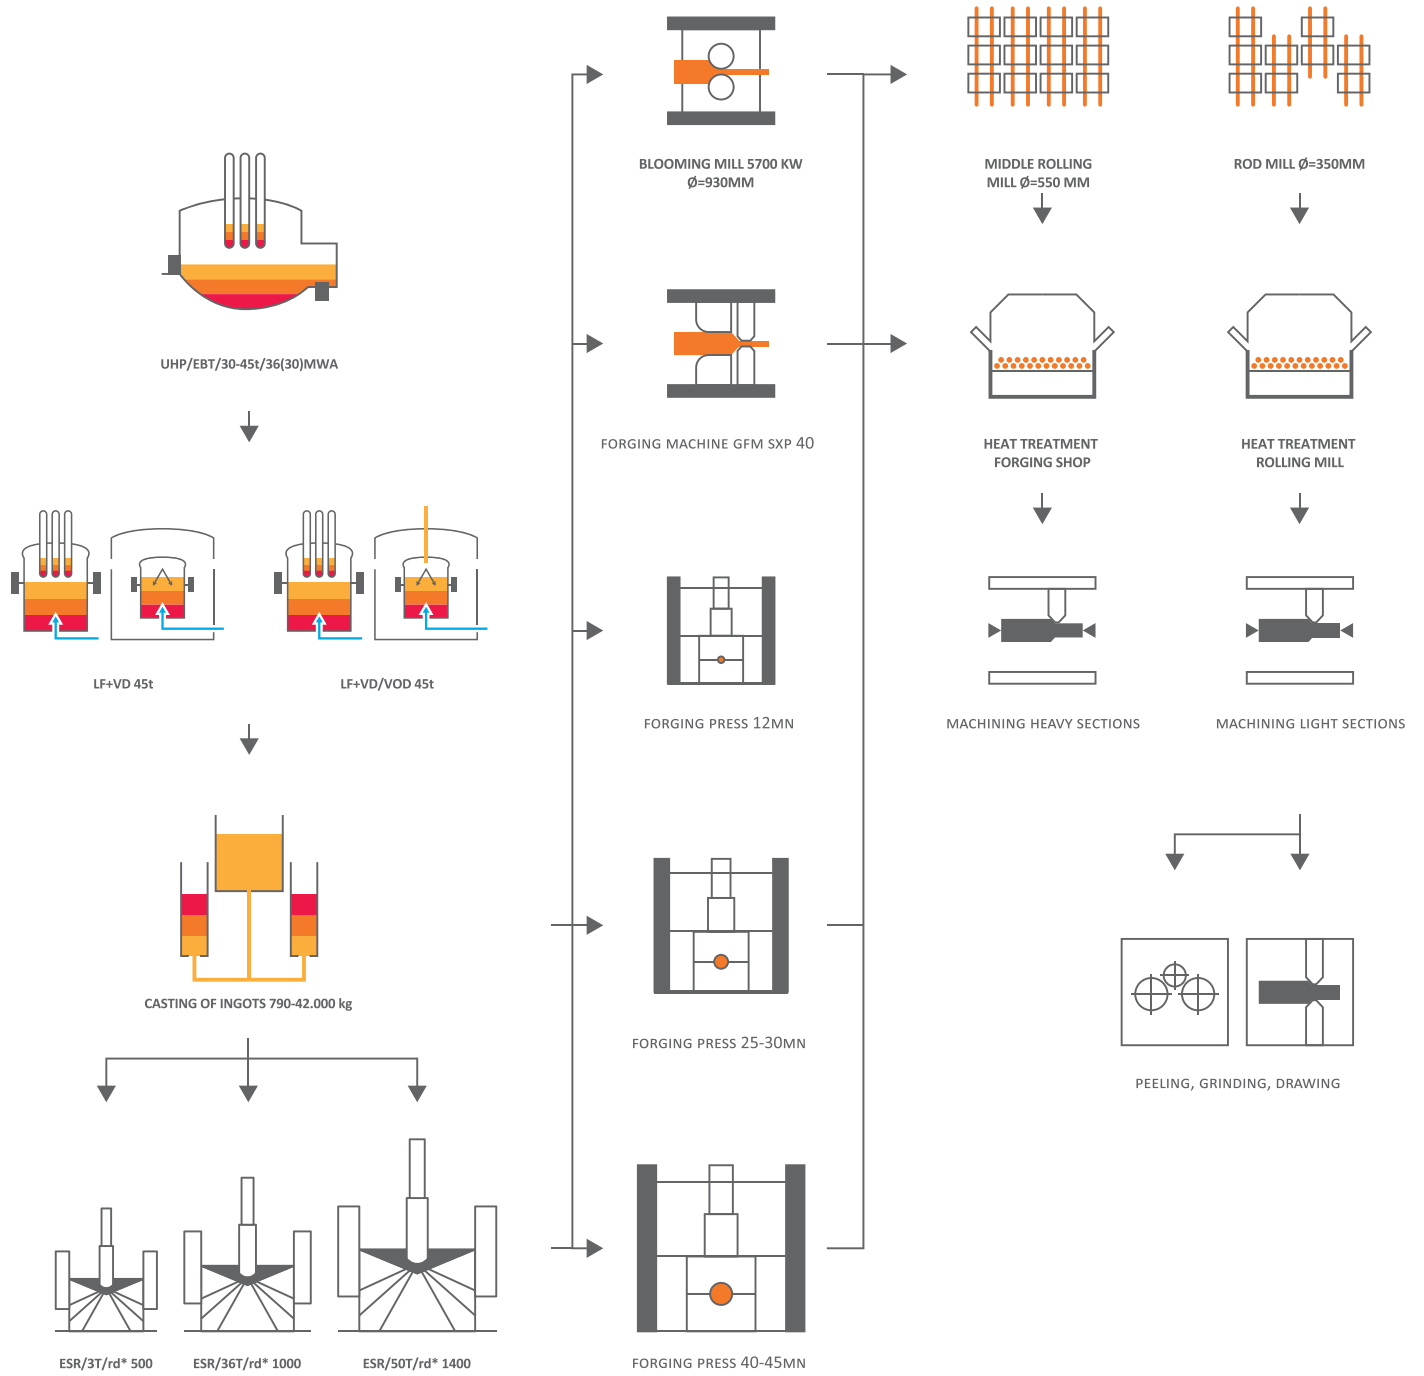 BLOOMING MILL 5700 KW
Ø=930MM
MIDDLE ROLLING
MILL Ø=550 MM
ROD MILL Ø=350MM
UHP/EBT/30-45t/36(30)MWA
FORGING MACHINE GFM SXP 40
HEAT TREATMENT
FORGING SHOP
HEAT TREATMENT
ROLLING MILL
LF+VD 45t
LF+VD/VOD 45t
FORGING PRESS 12MN
MACHINING HEAVY SECTIONS
MACHINING LIGHT SECTIONS
CASTING OF INGOTS 790-42.000 kg
FORGING PRESS 25-30MN
PEELING, GRINDING, DRAWING
ESR/3T/rd* 500
ESR/36T/rd* 1000
ESR/50T/rd* 1400
FORGING PRESS 40-45MN